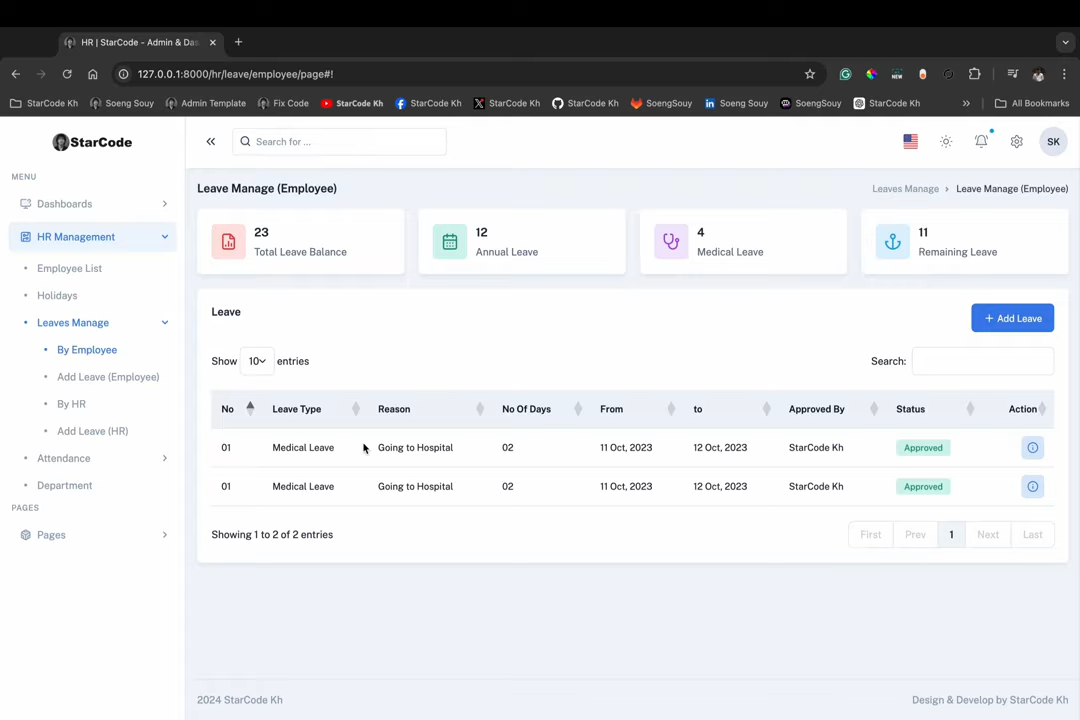 HR | StarCode - Admin & Das
127.0.0.1:8000/hr/leave/employee/page#!
NEW
StarCode Kh Soeng Souy Admin Template Fix Code StarCode Kh StarCode Kh StarCode Kh StarCode Kh SoengSouy Soeng Souy SoengSouy StarCode Kh » All Bookmarks
StarCode
Search for ...
SK
MENU
Dashboards
HR Management
Employee List
Holidays
Leaves Manage
By Employee
Add Leave (Employee)
By HR
Add Leave (HR)
Attendance
Department
PAGES
Pages
Leave Manage (Employee)
Leaves Manage › Leave Manage (Employee)
23
Total Leave Balance
12
Annual Leave
4
Medical Leave
11
Remaining Leave
Leave
+ Add Leave
Show 10 entries
Search:
No Leave Type Reason No Of Days From to Approved By Status Action
01 Medical Leave Going to Hospital 02 11 Oct, 2023 12 Oct, 2023 StarCode Kh Approved
01 Medical Leave Going to Hospital 02 11 Oct, 2023 12 Oct, 2023 StarCode Kh Approved
Showing 1 to 2 of 2 entries
First Prev 1 Next Last
2024 StarCode Kh
Design & Develop by StarCode Kh